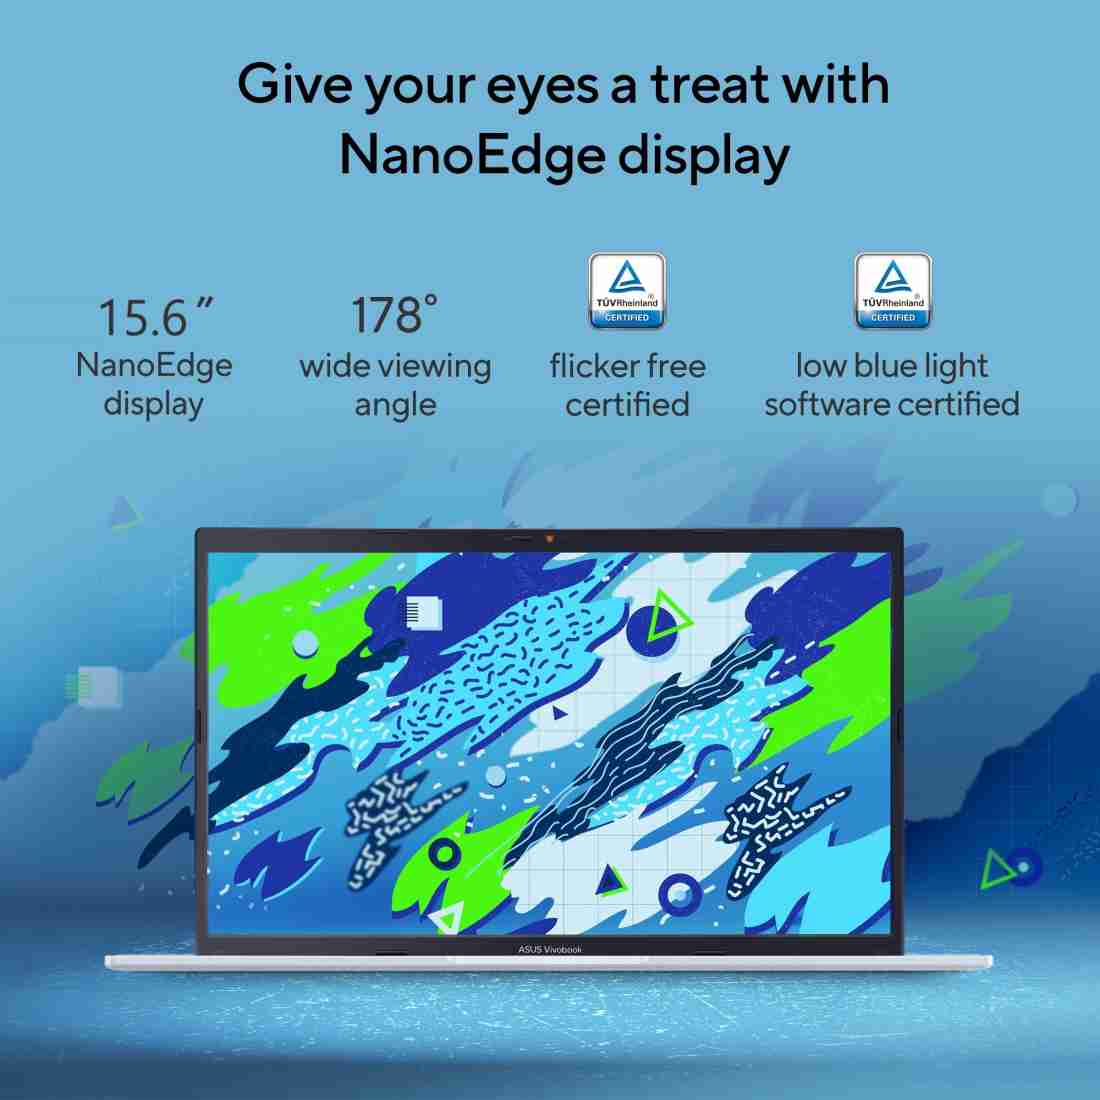 Give your eyes a treat with
NanoEdge display
15.6″
NanoEdge
display
178°
wide viewing
angle
TÜVRheinland®
CERTIFIED
flicker free
certified
TÜVRheinland®
CERTIFIED
low blue light
software certified
ASUS Vivobook